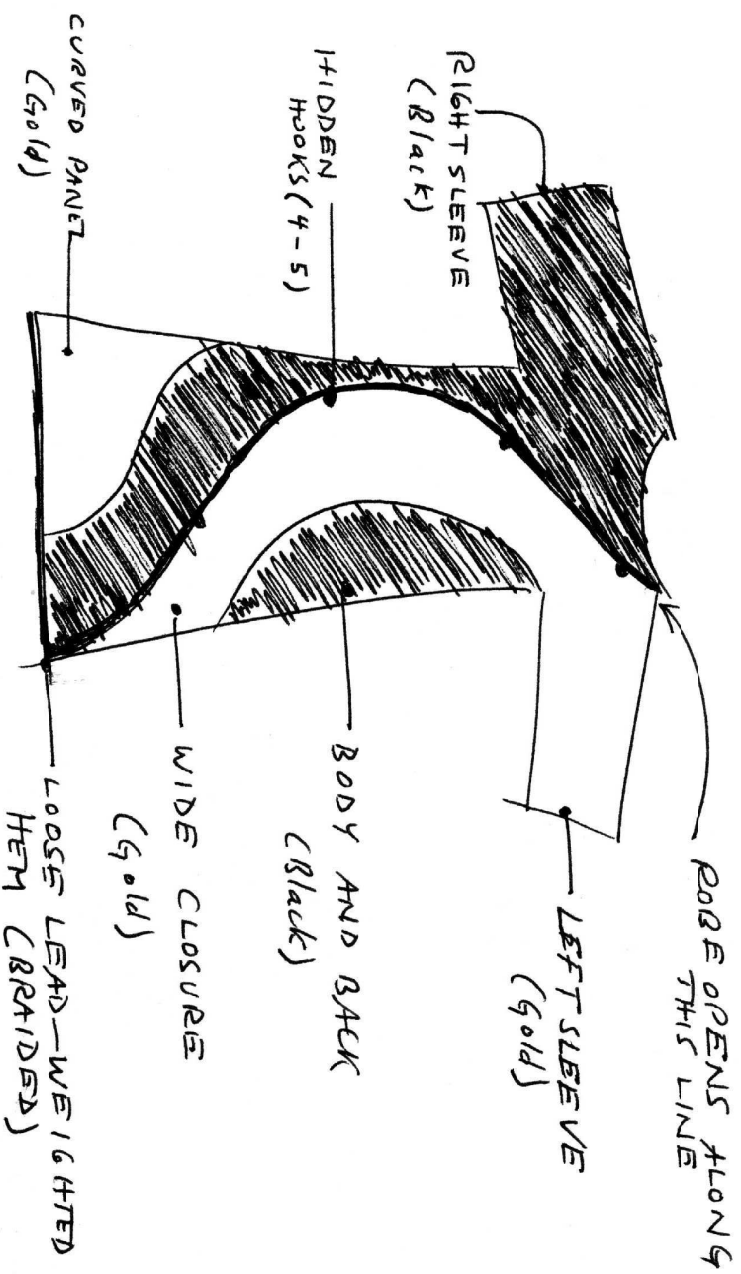 ROBE OPENS ALONG
THIS LINE
LEFT SLEEVE
(Gold)
RIGHT SLEEVE
(Black)
BODY AND BACK
(Black)
HIDDEN
HOOKS (4-5)
WIDE CLOSURE
(Gold)
CURVED PANEL
(Gold)
LOOSE LEAD-WEIGHTED
HEM (BRAIDED)